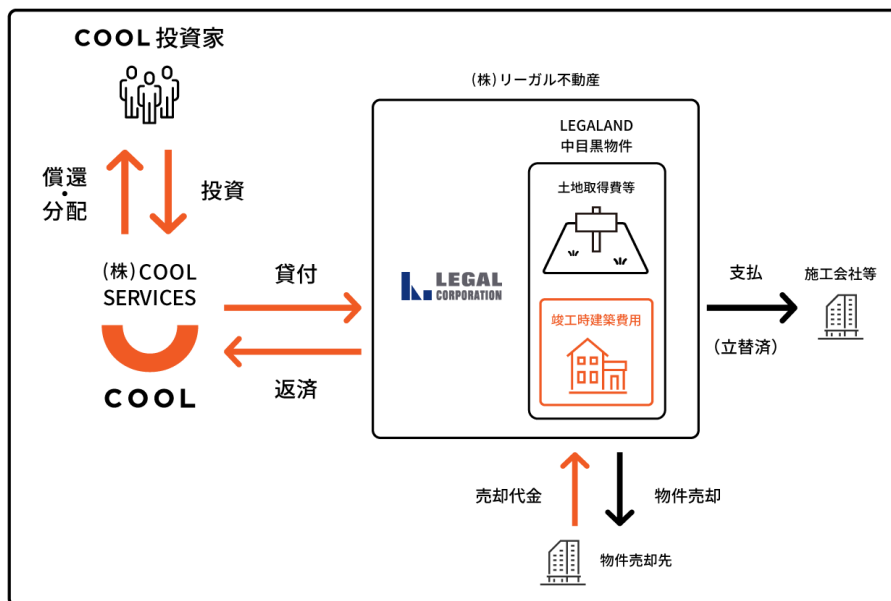 COOL 投資家
償還
・
分配
投資
(株)COOL
SERVICES
COOL
貸付
返済
(株)リーガル不動産
LEGALAND
中目黒物件
土地取得費等
LEGAL
CORPORATION
竣工時建築費用
支払
(立替済)
施工会社等
売却代金
物件売却
物件売却先